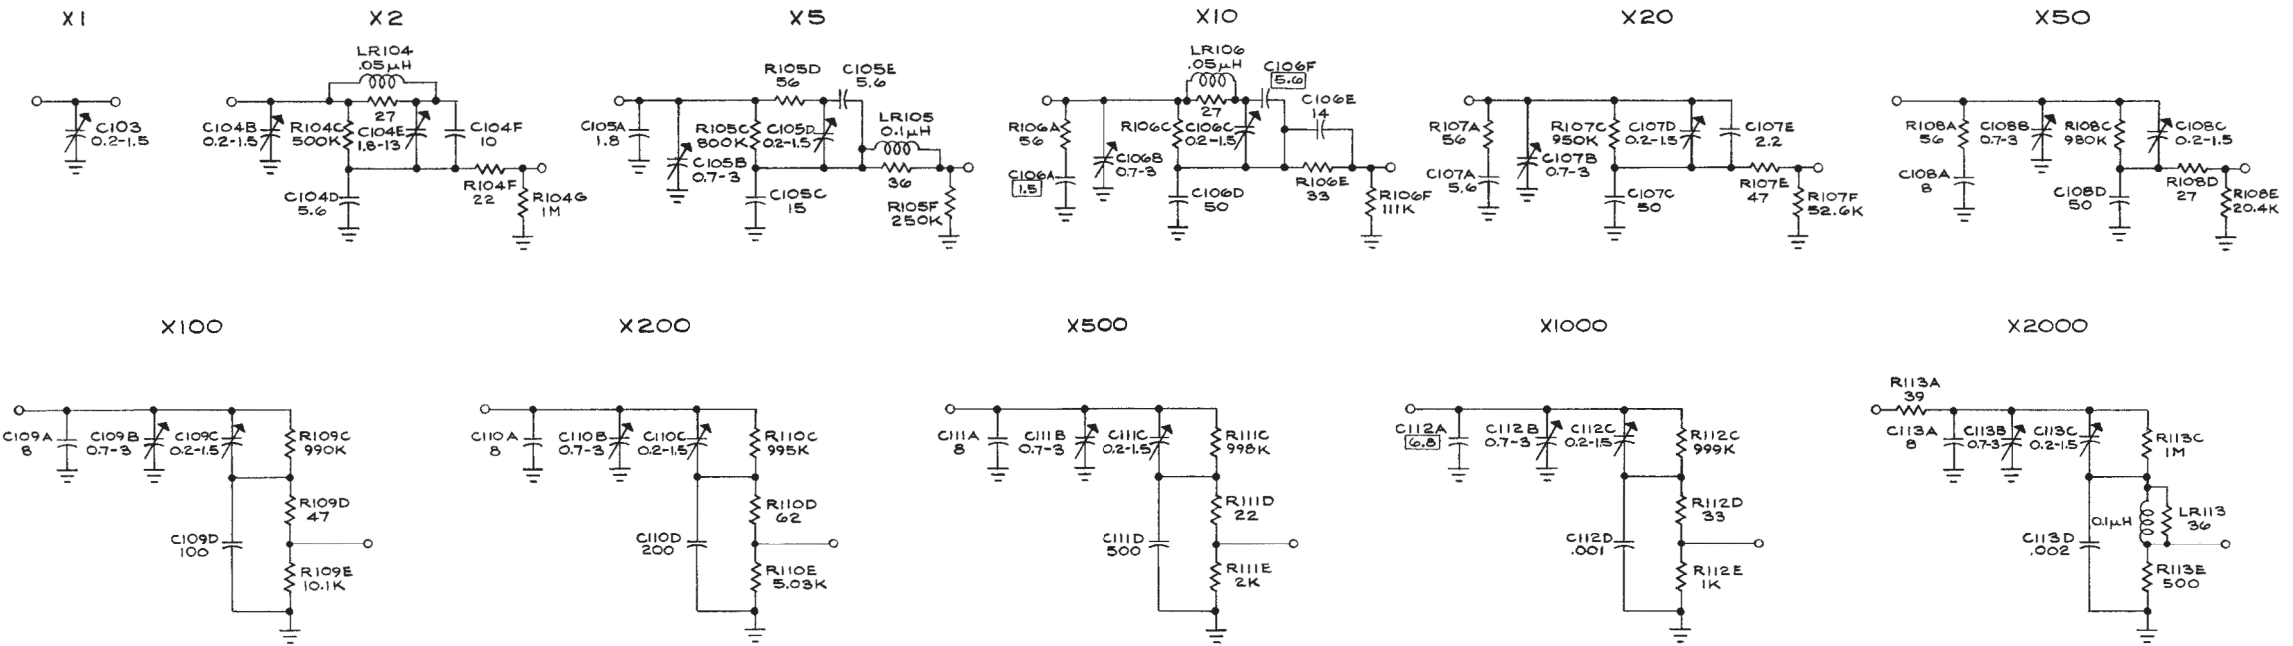 X1
X2
X5
X10
X20
X50
C103
0.2-1.5
LR104
.05µH
27
C104B
0.2-1.5
R104C
500K
C104E
1.8-13
C104F
10
C104D
5.6
R104F
22
R104G
1M
R105D
56
C105E
5.6
C105A
1.8
C105B
0.7-3
R105C
800K
C105D
0.2-1.5
LR105
0.1µH
36
C105C
15
R105F
250K
LR106
.05µH
27
C106F
5.6
C106E
14
R106A
56
C106A
1.5
C106B
0.7-3
R106C
C106C
0.2-1.5
C106D
50
R106E
33
R106F
111K
R107A
56
C107A
5.6
C107B
0.7-3
R107C
950K
C107D
0.2-1.5
C107E
2.2
C107C
50
R107E
47
R107F
52.6K
R108A
56
C108A
8
C108B
0.7-3
R108C
980K
C108C
0.2-1.5
C108D
50
R108D
27
R108E
20.4K
X100
X200
X500
X1000
X2000
C109A
8
C109B
0.7-3
C109C
0.2-1.5
R109C
990K
R109D
47
C109D
100
R109E
10.1K
C110A
8
C110B
0.7-3
C110C
0.2-1.5
R110C
995K
R110D
62
C110D
200
R110E
5.03K
C111A
8
C111B
0.7-3
C111C
0.2-1.5
R111C
998K
R111D
22
C111D
500
R111E
2K
C112A
6.8
C112B
0.7-3
C112C
0.2-1.5
R112C
999K
R112D
33
C112D
.001
R112E
1K
R113A
39
C113A
8
C113B
0.7-3
C113C
0.2-1.5
R113C
1M
0.1µH
LR113
36
C113D
.002
R113E
500